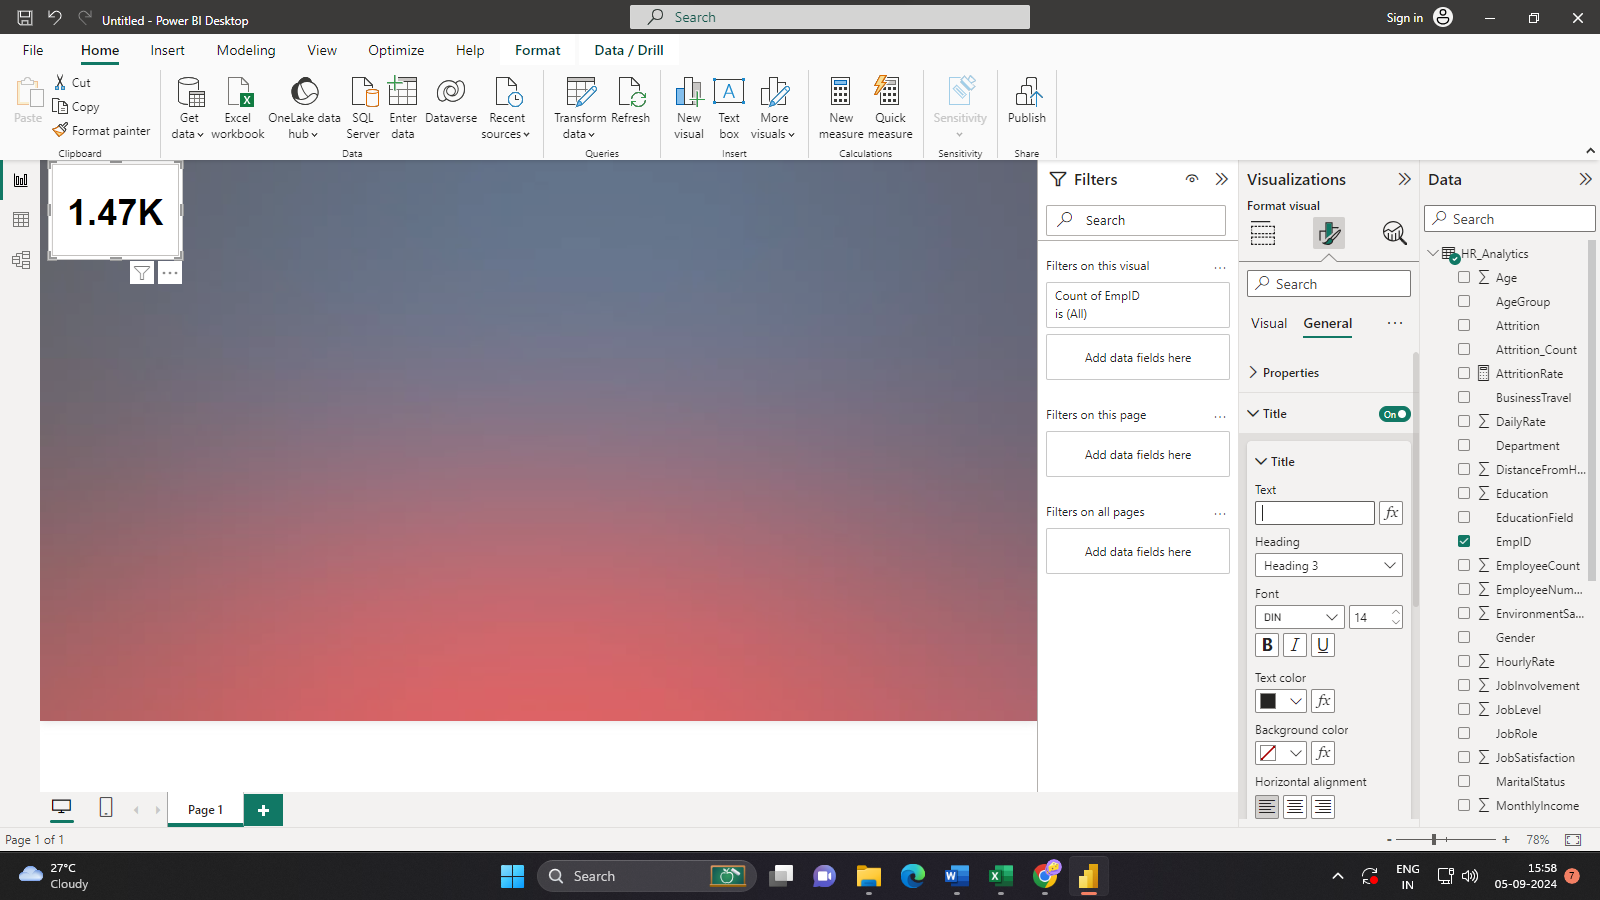 Untitled - Power BI Desktop
Search
Sign in
File
Home
Insert
Modeling
View
Optimize
Help
Format
Data / Drill
Paste
Cut
Copy
Format painter
Clipboard
Get data
Excel workbook
OneLake data hub
SQL Server
Enter data
Dataverse
Recent sources
Data
Transform data
Refresh
Queries
New visual
Text box
More visuals
Insert
New measure
Quick measure
Calculations
Sensitivity
Sensitivity
Publish
Share
1.47K
Filters
Search
Filters on this visual
Count of EmpID
is (All)
Add data fields here
Filters on this page
Add data fields here
Filters on all pages
Add data fields here
Visualizations
Format visual
Search
Visual
General
Properties
Title
On
Title
Text
fx
Heading
Heading 3
Font
DIN
14
B
I
U
Text color
fx
Background color
fx
Horizontal alignment
Data
Search
HR_Analytics
Age
AgeGroup
Attrition
Attrition_Count
AttritionRate
BusinessTravel
DailyRate
Department
DistanceFromH...
Education
EducationField
EmpID
EmployeeCount
EmployeeNum...
EnvironmentSa...
Gender
HourlyRate
JobInvolvement
JobLevel
JobRole
JobSatisfaction
MaritalStatus
MonthlyIncome
Page 1
Page 1 of 1
78%
27°C
Cloudy
Search
ENG
IN
15:58
05-09-2024
7